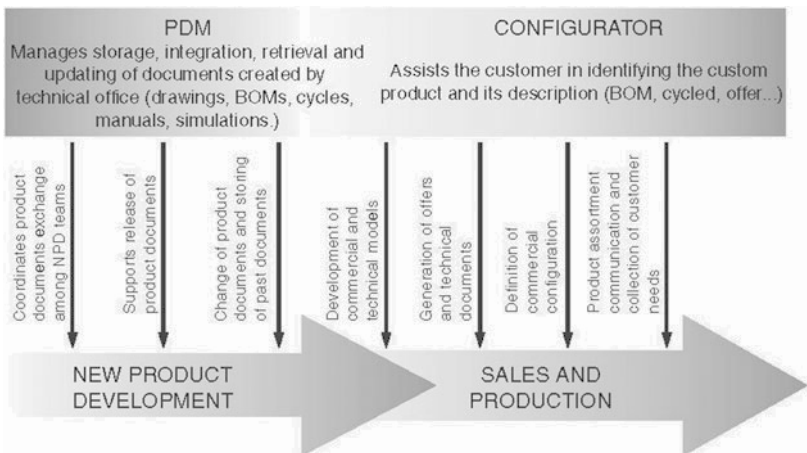 PDM
Manages storage, integration, retrieval and
updating of documents created by
technical office (drawings, BOMs, cycles,
manuals, simulations.)
CONFIGURATOR
Assists the customer in identifying the custom
product and its description (BOM, cycled, offer...)
Coordinates product
documents exchange
among NPD teams
Supports release of
product documents
Change of product
documents and storing
of past documents
Development of
commercial and
technical models
Generation of offers
and technical
documents
Definition of
commercial
configuration
Product assortment
communication and
collection of customer
needs
NEW PRODUCT
DEVELOPMENT
SALES AND
PRODUCTION